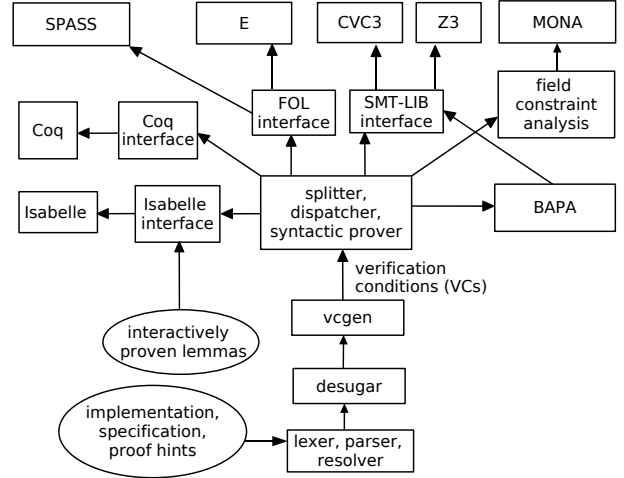 SPASS
E
CVC3
Z3
MONA
FOL
interface
SMT-LIB
interface
field
constraint
analysis
Coq
Coq
interface
Isabelle
Isabelle
interface
splitter,
dispatcher,
syntactic prover
BAPA
verification
conditions (VCs)
vcgen
interactively
proven lemmas
desugar
implementation,
specification,
proof hints
lexer, parser,
resolver